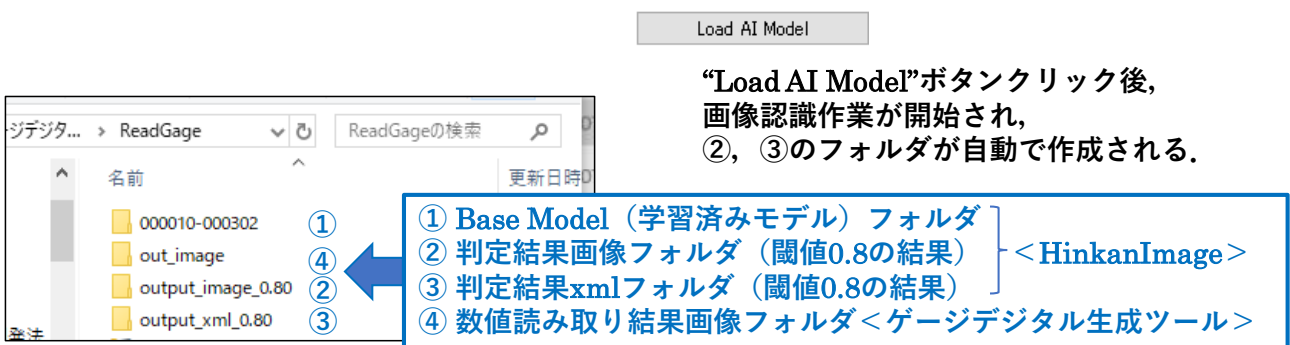 Load AI Model
“Load AI Model”ボタンクリック後,
画像認識作業が開始され,
②,③のフォルダが自動で作成される.
ージデジタ... › ReadGage
ReadGageの検索
名前
更新日時
000010-000302 ①
out_image ④
output_image_0.80 ②
output_xml_0.80 ③
発法
① Base Model(学習済みモデル)フォルダ
② 判定結果画像フォルダ(閾値0.8の結果)
③ 判定結果xmlフォルダ(閾値0.8の結果)
<HinkanImage>
④ 数値読み取り結果画像フォルダ<ゲージデジタル生成ツール>